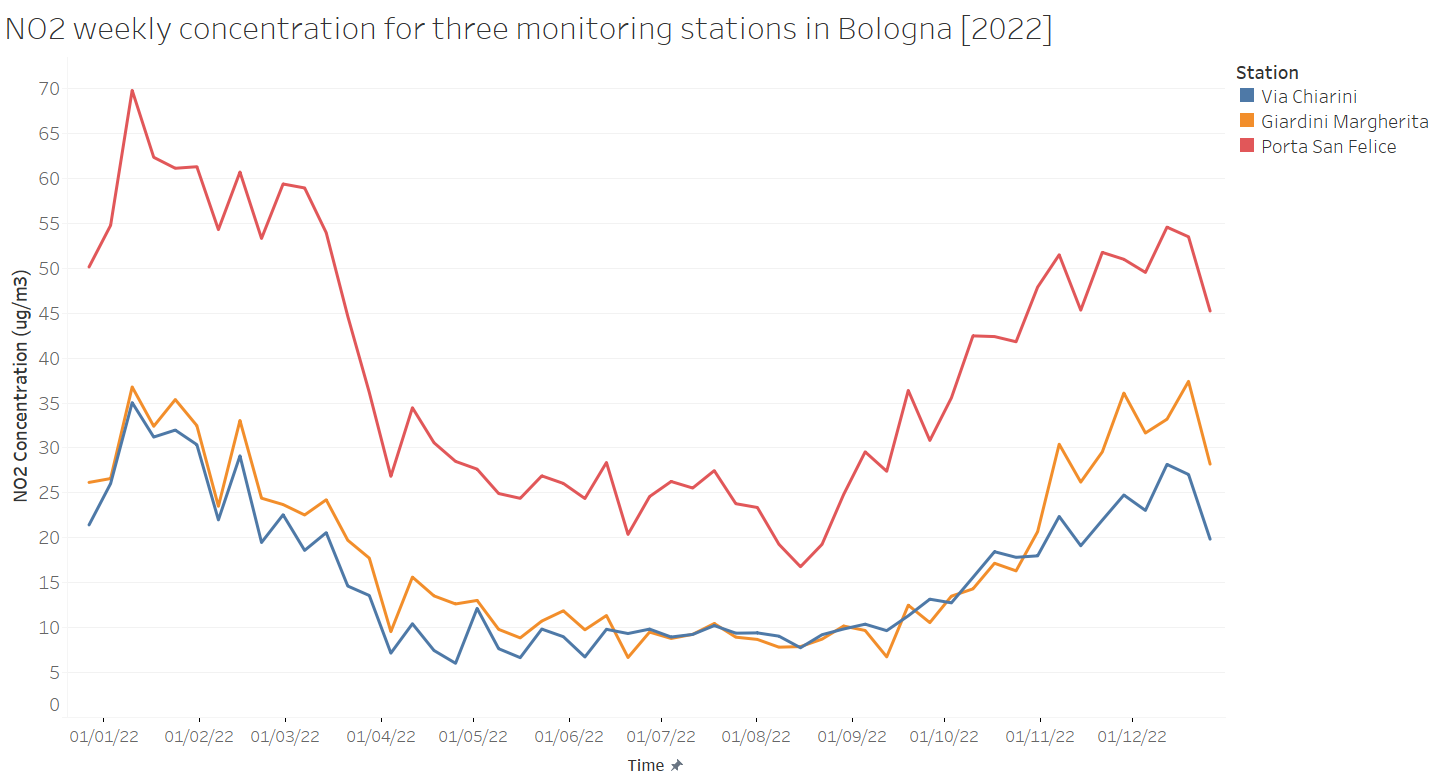 NO2 weekly concentration for three monitoring stations in Bologna [2022]
Station
Via Chiarini
Giardini Margherita
Porta San Felice
NO2 Concentration (ug/m3)
70
65
60
55
50
45
40
35
30
25
20
15
10
5
0
01/01/22 01/02/22 01/03/22 01/04/22 01/05/22 01/06/22 01/07/22 01/08/22 01/09/22 01/10/22 01/11/22 01/12/22
Time